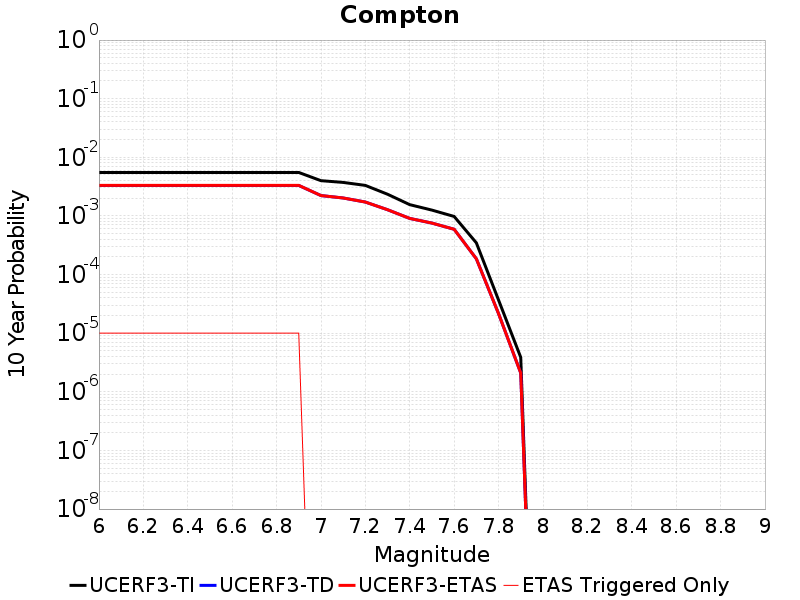 Compton
10 Year Probability
10^0
10^-1
10^-2
10^-3
10^-4
10^-5
10^-6
10^-7
10^-8
6 6.2 6.4 6.6 6.8 7 7.2 7.4 7.6 7.8 8 8.2 8.4 8.6 8.8 9
Magnitude
UCERF3-TI UCERF3-TD UCERF3-ETAS ETAS Triggered Only